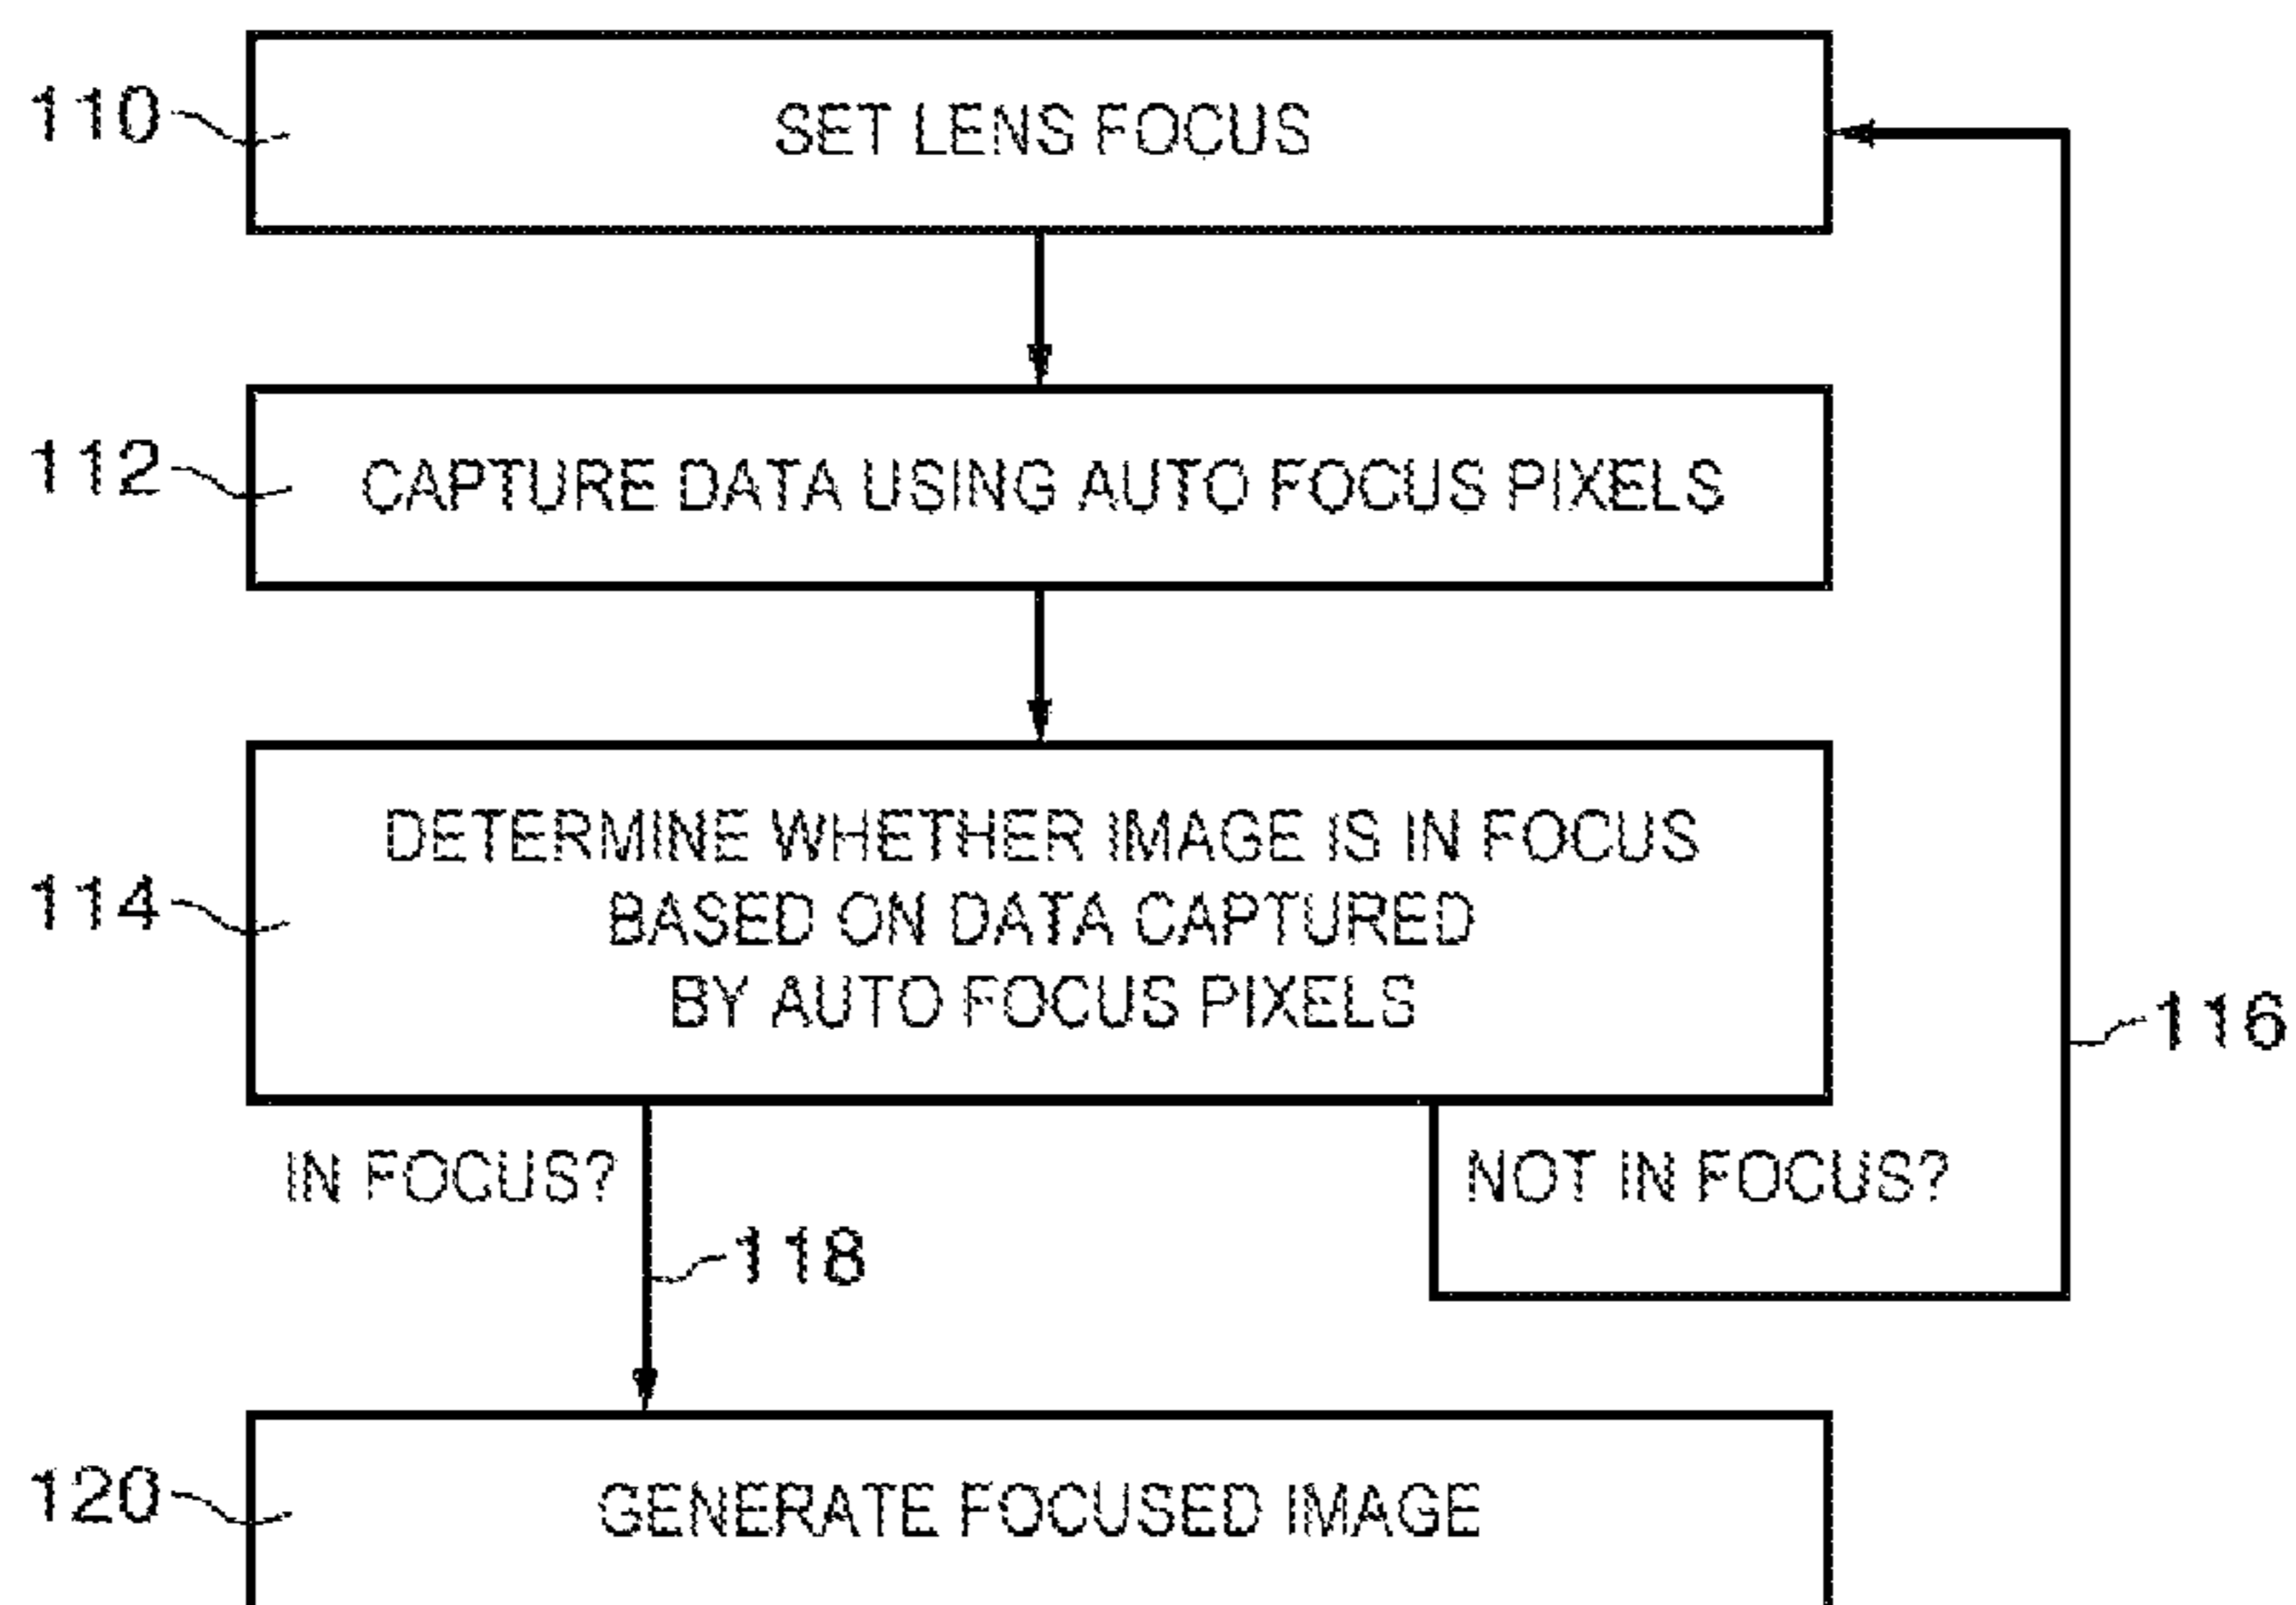 110
SET LENS FOCUS
112
CAPTURE DATA USING AUTO FOCUS PIXELS
114
DETERMINE WHETHER IMAGE IS IN FOCUS
BASED ON DATA CAPTURED
BY AUTO FOCUS PIXELS
116
IN FOCUS?
NOT IN FOCUS?
118
120
GENERATE FOCUSED IMAGE